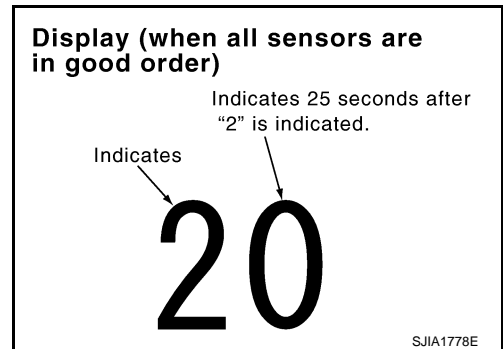 Display (when all sensors are
in good order)
Indicates 25 seconds after
“2” is indicated.
Indicates
20
SJIA1778E